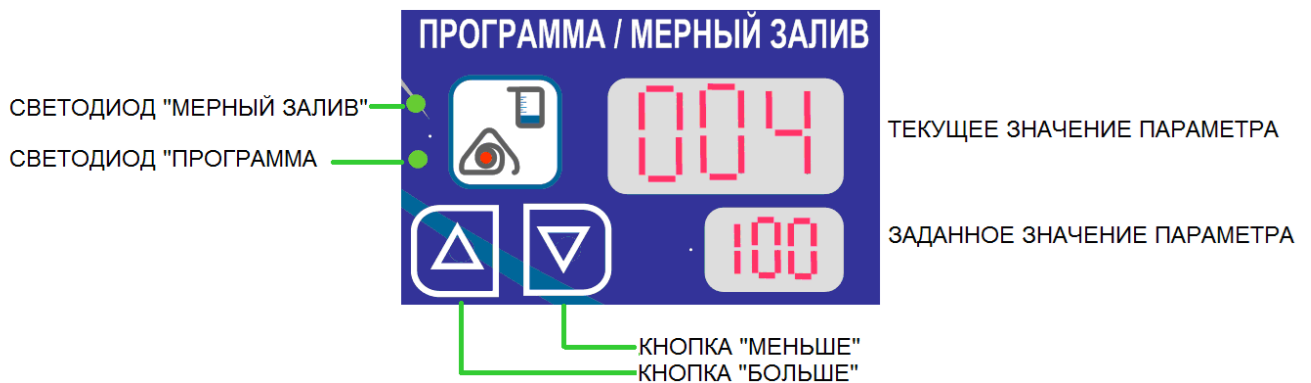 ПРОГРАММА / МЕРНЫЙ ЗАЛИВ
СВЕТОДИОД "МЕРНЫЙ ЗАЛИВ"
004
ТЕКУЩЕЕ ЗНАЧЕНИЕ ПАРАМЕТРА
СВЕТОДИОД "ПРОГРАММА
100
ЗАДАННОЕ ЗНАЧЕНИЕ ПАРАМЕТРА
КНОПКА "МЕНЬШЕ"
КНОПКА "БОЛЬШЕ"